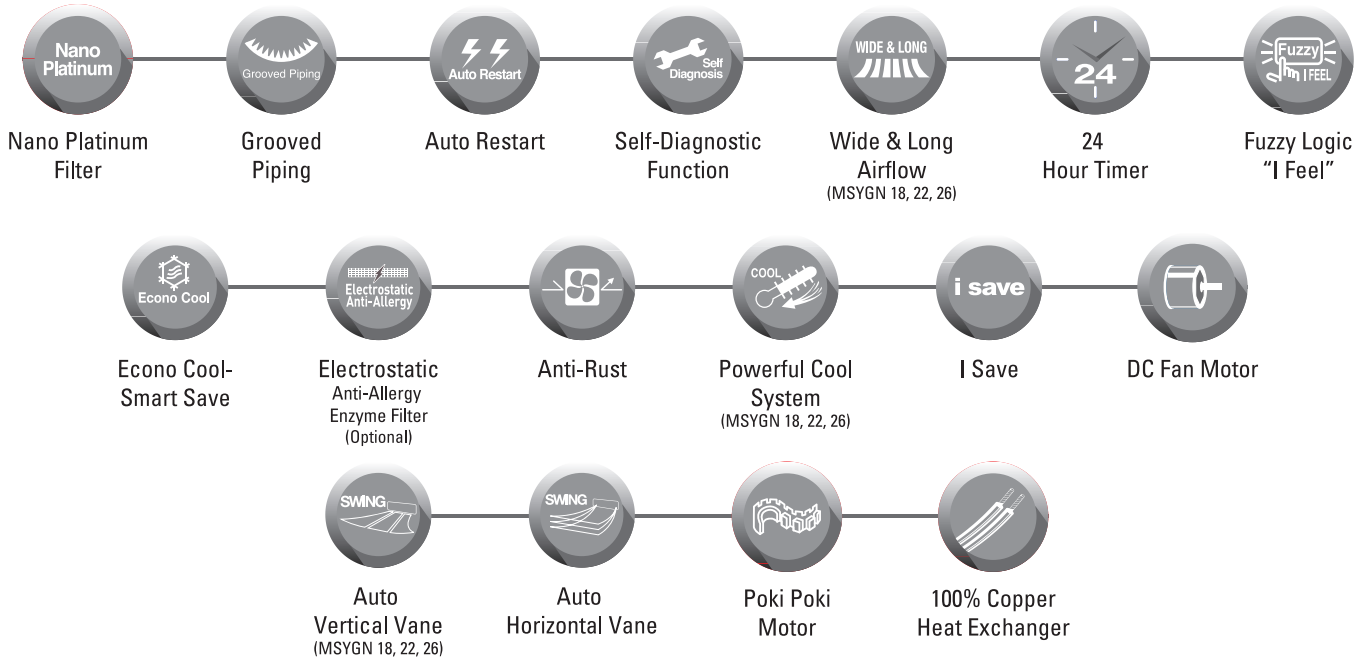 Nano
Platinum
Grooved Piping
Auto Restart
Self
Diagnosis
WIDE & LONG
24
Fuzzy
I FEEL
Nano Platinum
Filter
Grooved
Piping
Auto Restart
Self-Diagnostic
Function
Wide & Long
Airflow
(MSYGN 18, 22, 26)
24
Hour Timer
Fuzzy Logic
“I Feel”
Econo Cool
Electrostatic
Anti-Allergy
COOL
i save
Econo Cool-
Smart Save
Electrostatic
Anti-Allergy
Enzyme Filter
(Optional)
Anti-Rust
Powerful Cool
System
(MSYGN 18, 22, 26)
I Save
DC Fan Motor
SWING
SWING
Auto
Vertical Vane
(MSYGN 18, 22, 26)
Auto
Horizontal Vane
Poki Poki
Motor
100% Copper
Heat Exchanger